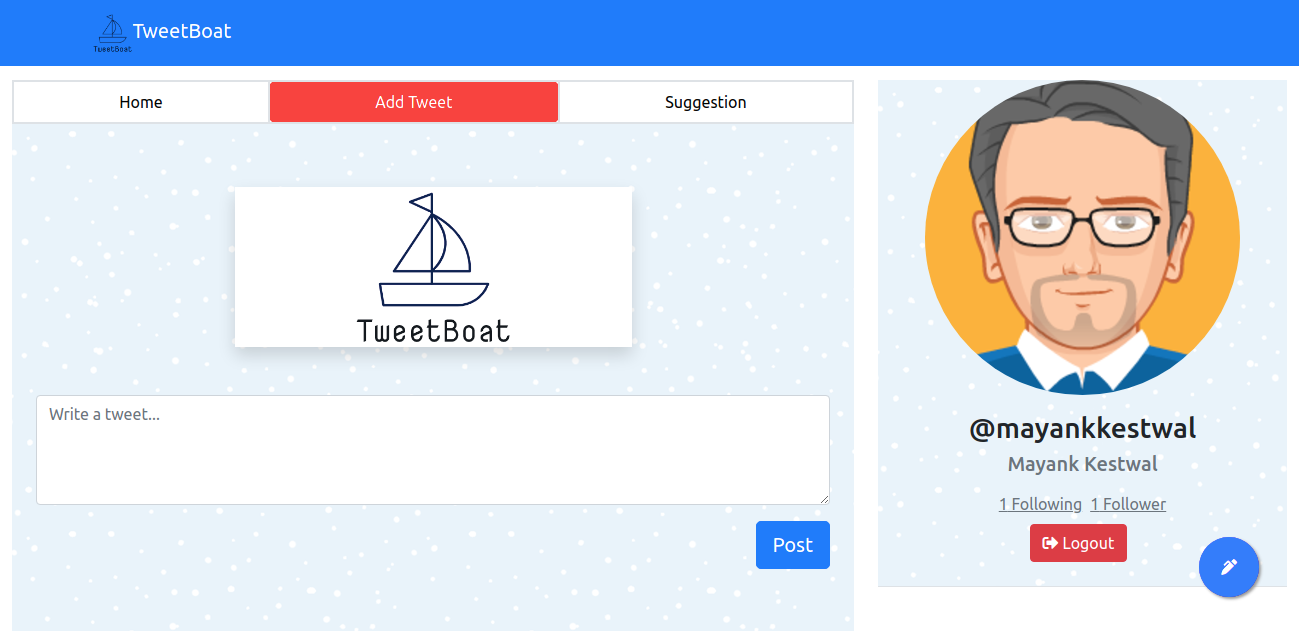 TweetBoat
TweetBoat
Home
Add Tweet
Suggestion
TweetBoat
Write a tweet...
Post
@mayankkestwal
Mayank Kestwal
1 Following 1 Follower
Logout